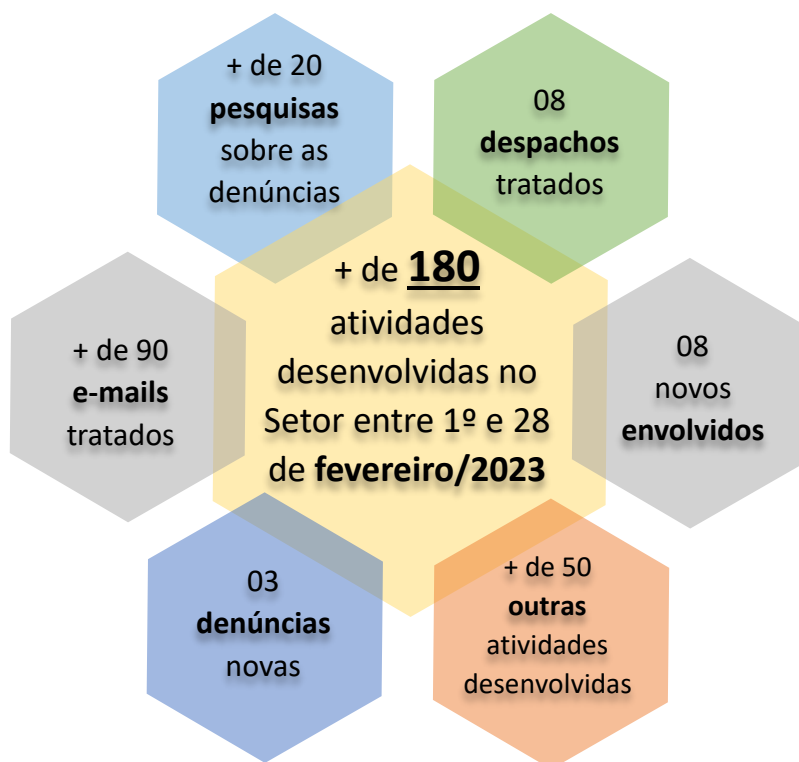 + de 20
pesquisas
sobre as
denúncias
08
despachos
tratados
+ de 180
atividades
desenvolvidas no
Setor entre 1º e 28
de fevereiro/2023
+ de 90
e-mails
tratados
08
novos
envolvidos
03
denúncias
novas
+ de 50
outras
atividades
desenvolvidas